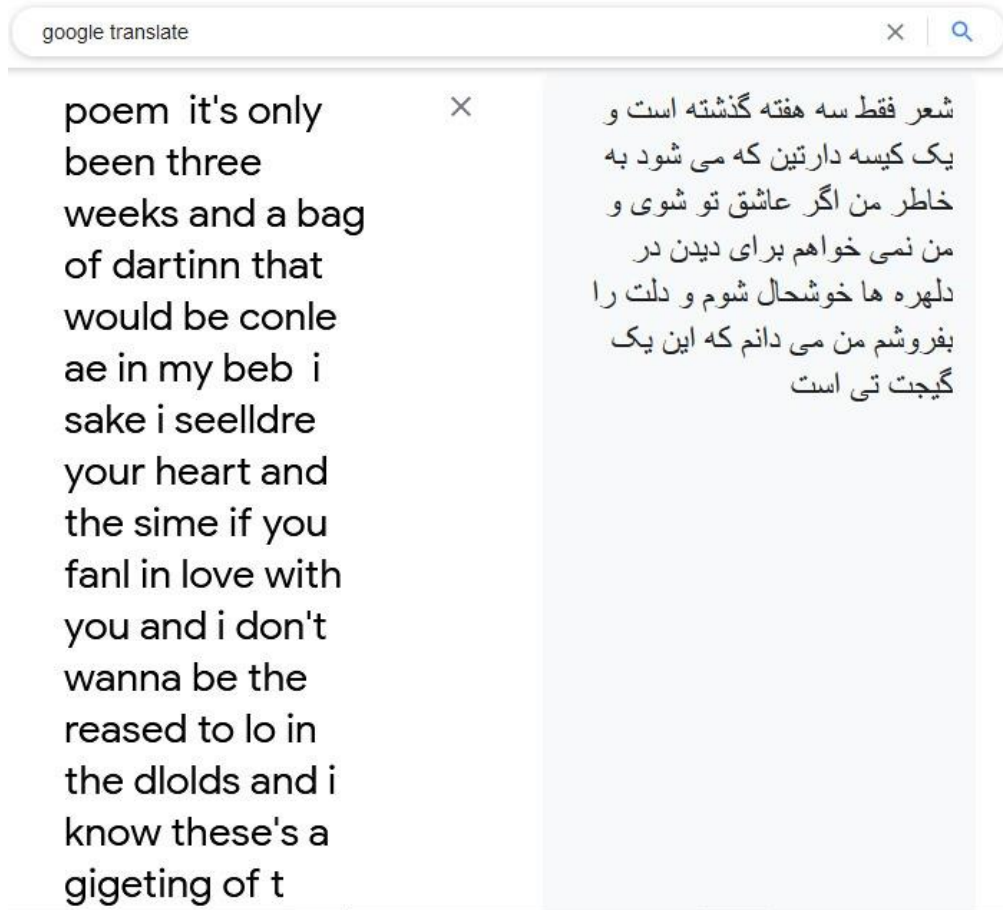 google translate
poem it's only
been three
weeks and a bag
of dartinn that
would be conle
ae in my beb i
sake i seelldre
your heart and
the sime if you
fanl in love with
you and i don't
wanna be the
reased to lo in
the dlolds and i
know these's a
gigeting of t
شعر فقط سه هفته گذشته است و
یک کیسه دارتین که می شود به
خاطر من اگر عاشق تو شوی و
من نمی خواهم برای دیدن در
دلهره ها خوشحال شوم و دلت را
بفروشم من می دانم که این یک
گیجت تی است